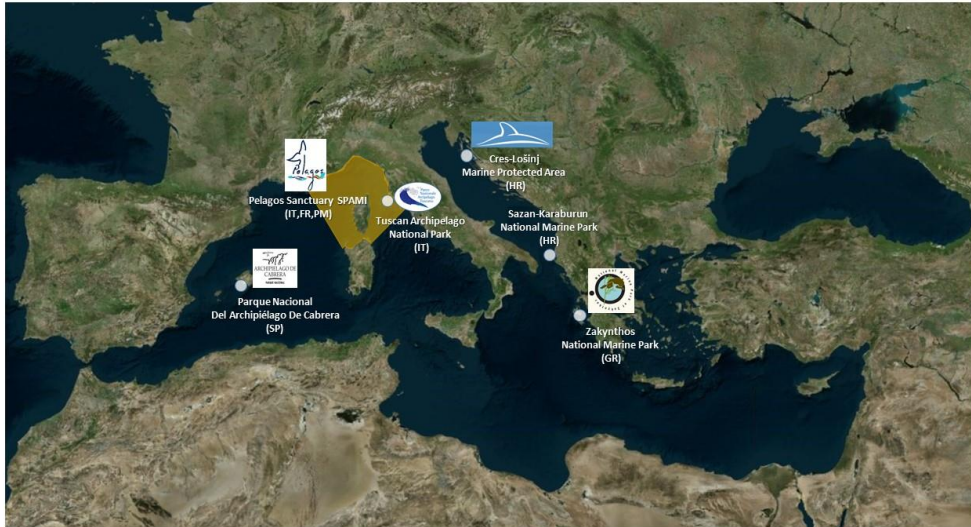 Pelagos
Pelagos Sanctuary SPAMI
(IT,FR,PM)
Tuscan Archipelago
National Park
(IT)
Cres-Lošinj
Marine Protected Area
(HR)
Sazan-Karaburun
National Marine Park
(HR)
ARCHIPIÉLAGO DE
CABRERA
Parque Nacional
Del Archipiélago De Cabrera
(SP)
Zakynthos
National Marine Park
(GR)